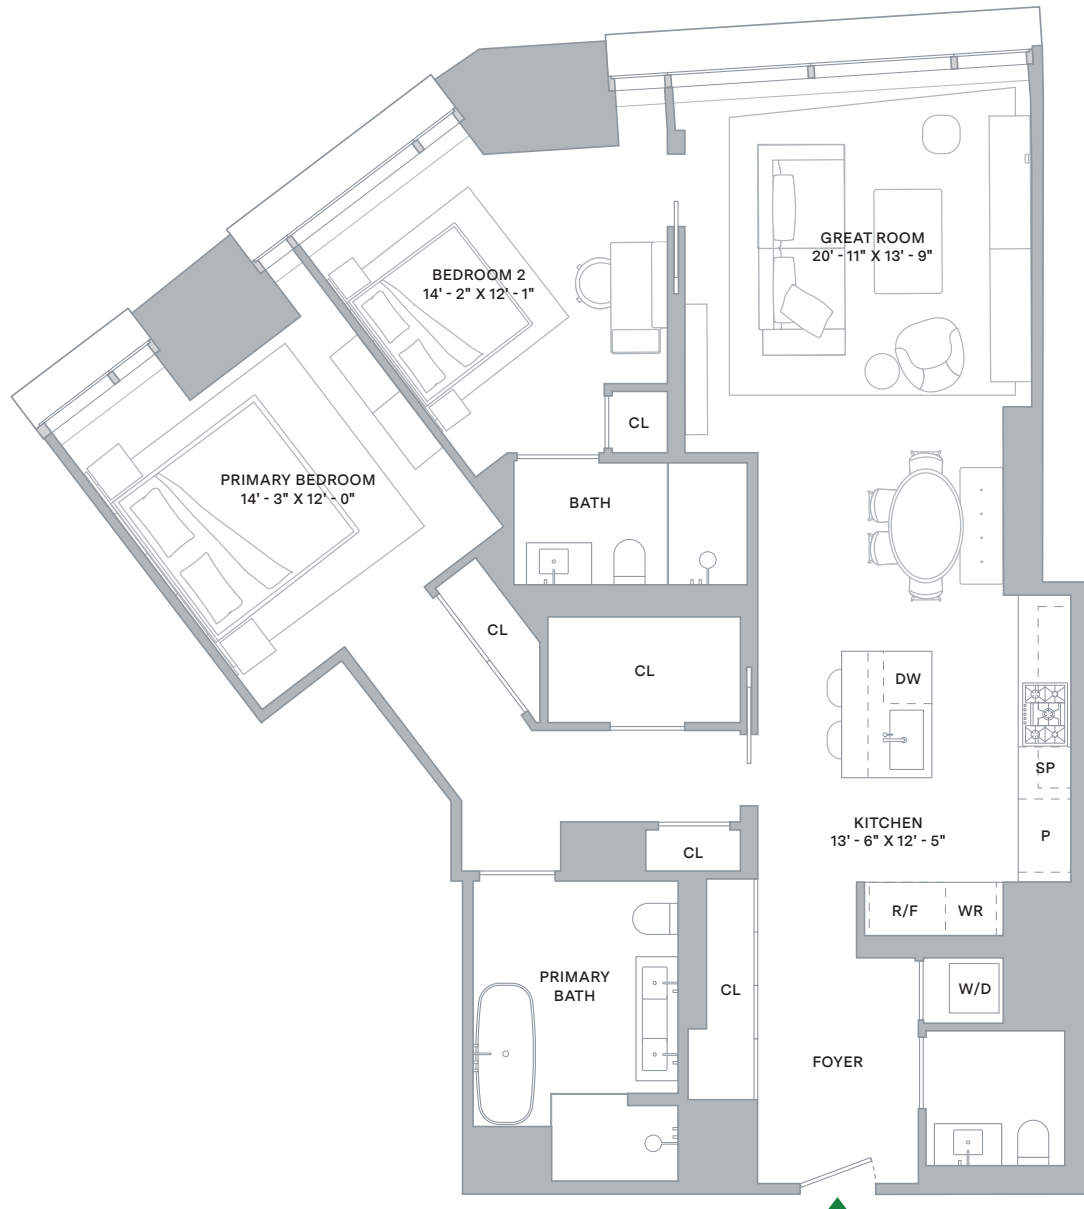 GREAT ROOM
20' - 11" X 13' - 9"
BEDROOM 2
14' - 2" X 12' - 1"
CL
PRIMARY BEDROOM
14' - 3" X 12' - 0"
BATH
CL
CL
DW
SP
KITCHEN
13' - 6" X 12' - 5"
P
CL
R/F
WR
PRIMARY
BATH
CL
W/D
FOYER